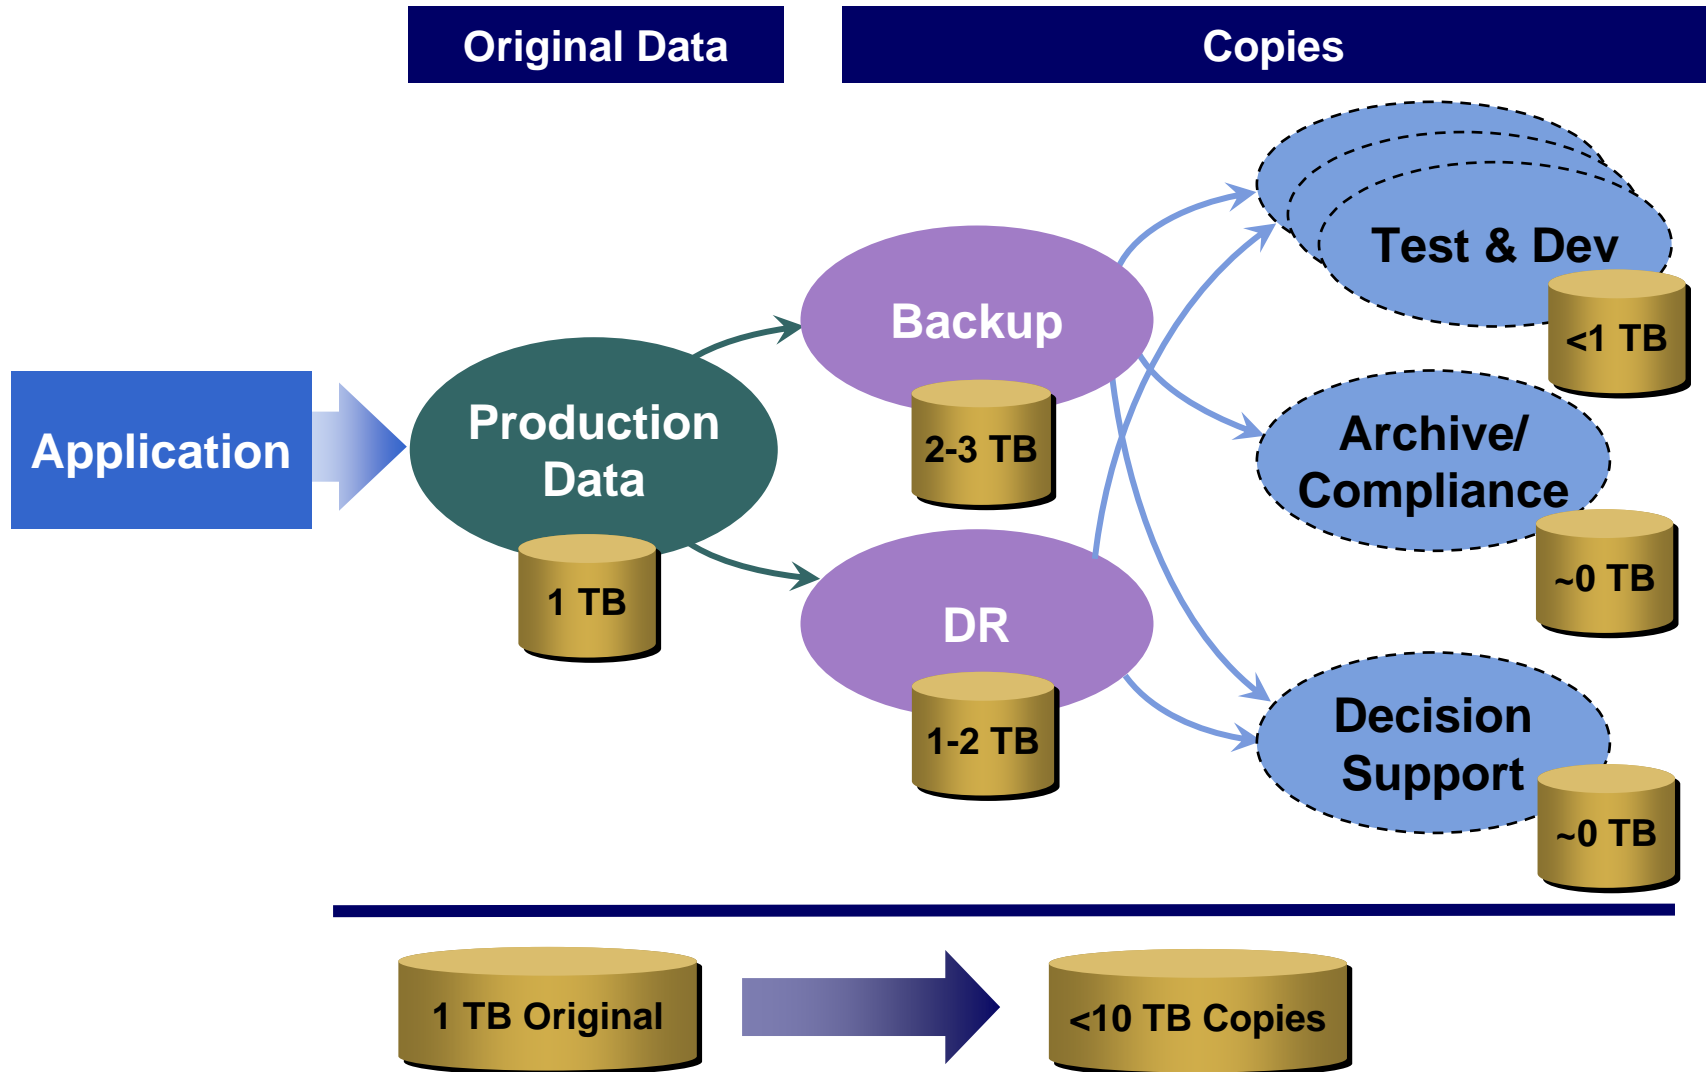 Original Data
Copies
Application
Production
Data
1 TB
Backup
2-3 TB
DR
1-2 TB
Test & Dev
<1 TB
Archive/
Compliance
~0 TB
Decision
Support
~0 TB
1 TB Original
<10 TB Copies